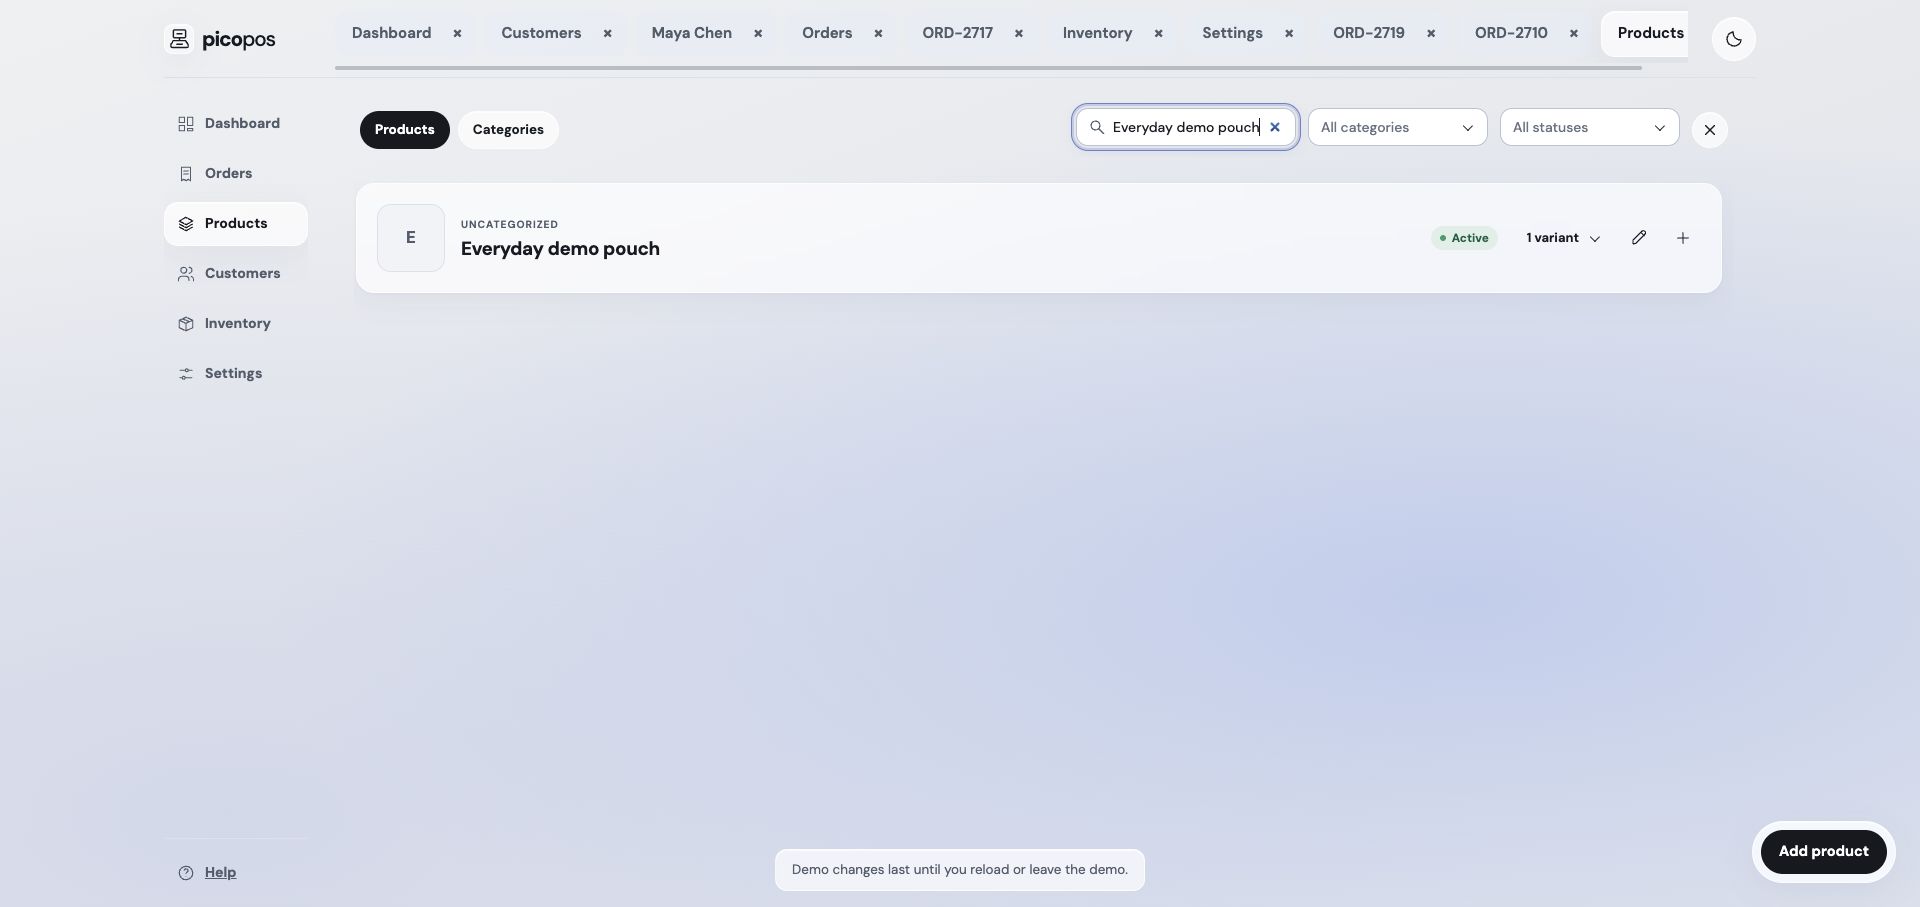 picopos
Dashboard
Customers
Maya Chen
Orders
ORD-2717
Inventory
Settings
ORD-2719
ORD-2710
Products
Dashboard
Orders
Products
Customers
Inventory
Settings
Help
Products
Categories
Everyday demo pouch
All categories
All statuses
E
UNCATEGORIZED
Everyday demo pouch
Active
1 variant
Demo changes last until you reload or leave the demo.
Add product